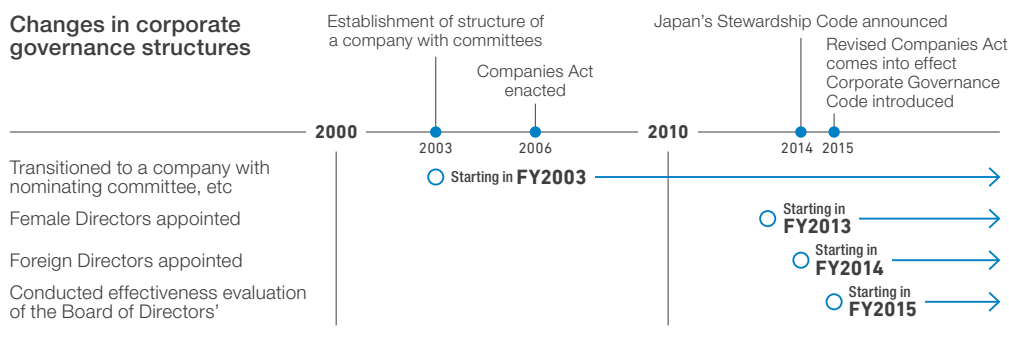 Changes in corporate
governance structures
Establishment of structure of
a company with committees
Companies Act
enacted
Japan's Stewardship Code announced
Revised Companies Act
comes into effect
Corporate Governance
Code introduced
2000
2010
2003
2006
2014
2015
Transitioned to a company with
nominating committee, etc
Starting in FY2003
Female Directors appointed
Starting in
FY2013
Foreign Directors appointed
Starting in
FY2014
Conducted effectiveness evaluation
of the Board of Directors'
Starting in
FY2015